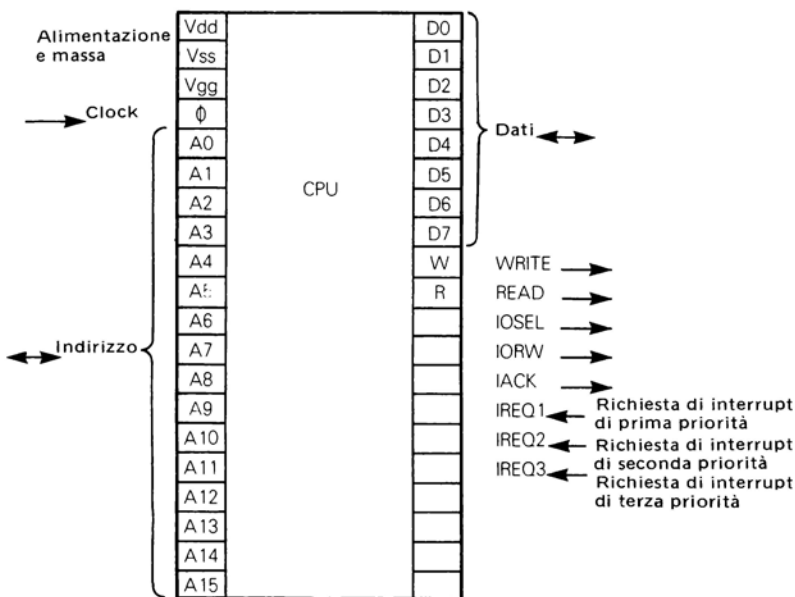 Alimentazione
e massa
Clock
Indirizzo
Vdd
Vss
Vgg
ϕ
A0
A1
A2
A3
A4
A5
A6
A7
A8
A9
A10
A11
A12
A13
A14
A15
CPU
D0
D1
D2
D3
D4
D5
D6
D7
W
R
Dati
WRITE
READ
IOSEL
IORW
IACK
IREQ1
Richiesta di interrupt
di prima priorità
IREQ2
Richiesta di interrupt
di seconda priorità
IREQ3
Richiesta di interrupt
di terza priorità